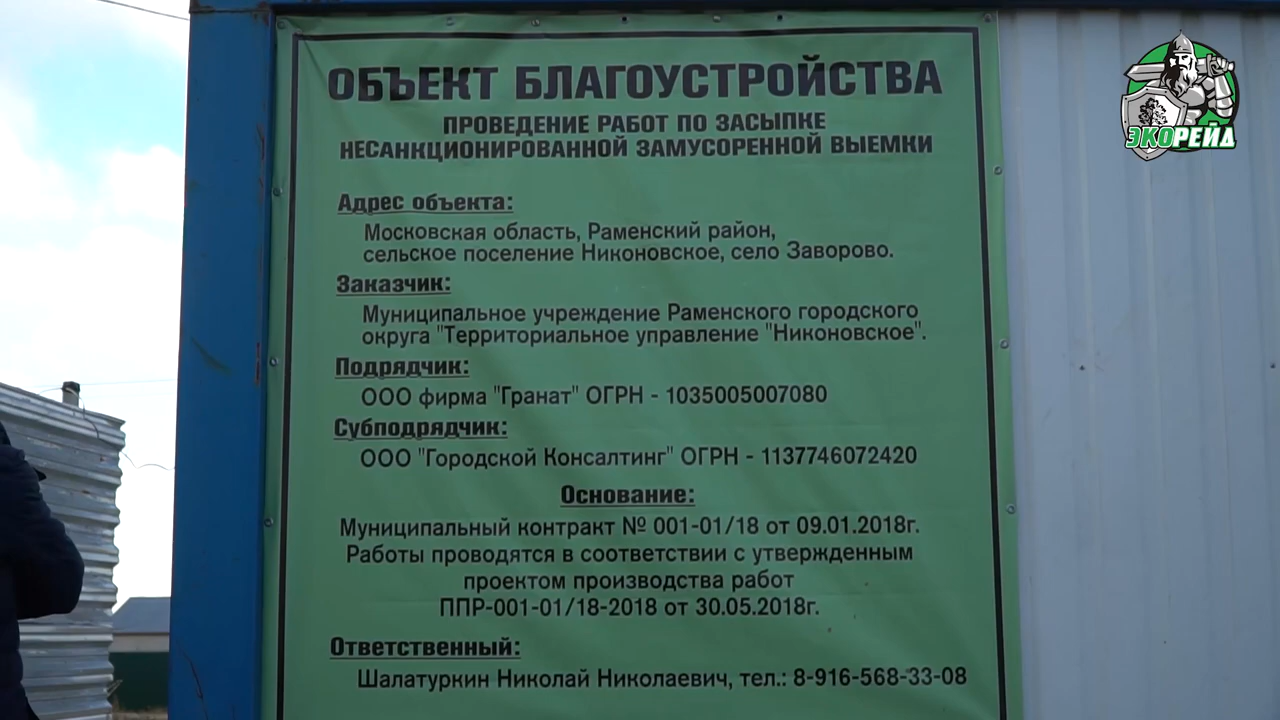 ОБЪЕКТ БЛАГОУСТРОЙСТВА
ПРОВЕДЕНИЕ РАБОТ ПО ЗАСЫПКЕ
НЕСАНКЦИОНИРОВАННОЙ ЗАМУСОРЕННОЙ ВЫЕМКИ
Адрес объекта:
Московская область, Раменский район,
сельское поселение Никоновское, село Заворово.
Заказчик:
Муниципальное учреждение Раменского городского
округа "Территориальное управление "Никоновское".
Подрядчик:
ООО фирма "Гранат" ОГРН - 1035005007080
Субподрядчик:
ООО "Городской Консалтинг" ОГРН - 1137746072420
Основание:
Муниципальный контракт № 001-01/18 от 09.01.2018г.
Работы проводятся в соответствии с утвержденным
проектом производства работ
ППР-001-01/18-2018 от 30.05.2018г.
Ответственный:
Шалатуркин Николай Николаевич, тел.: 8-916-568-33-08
ЭКОРЕЙД